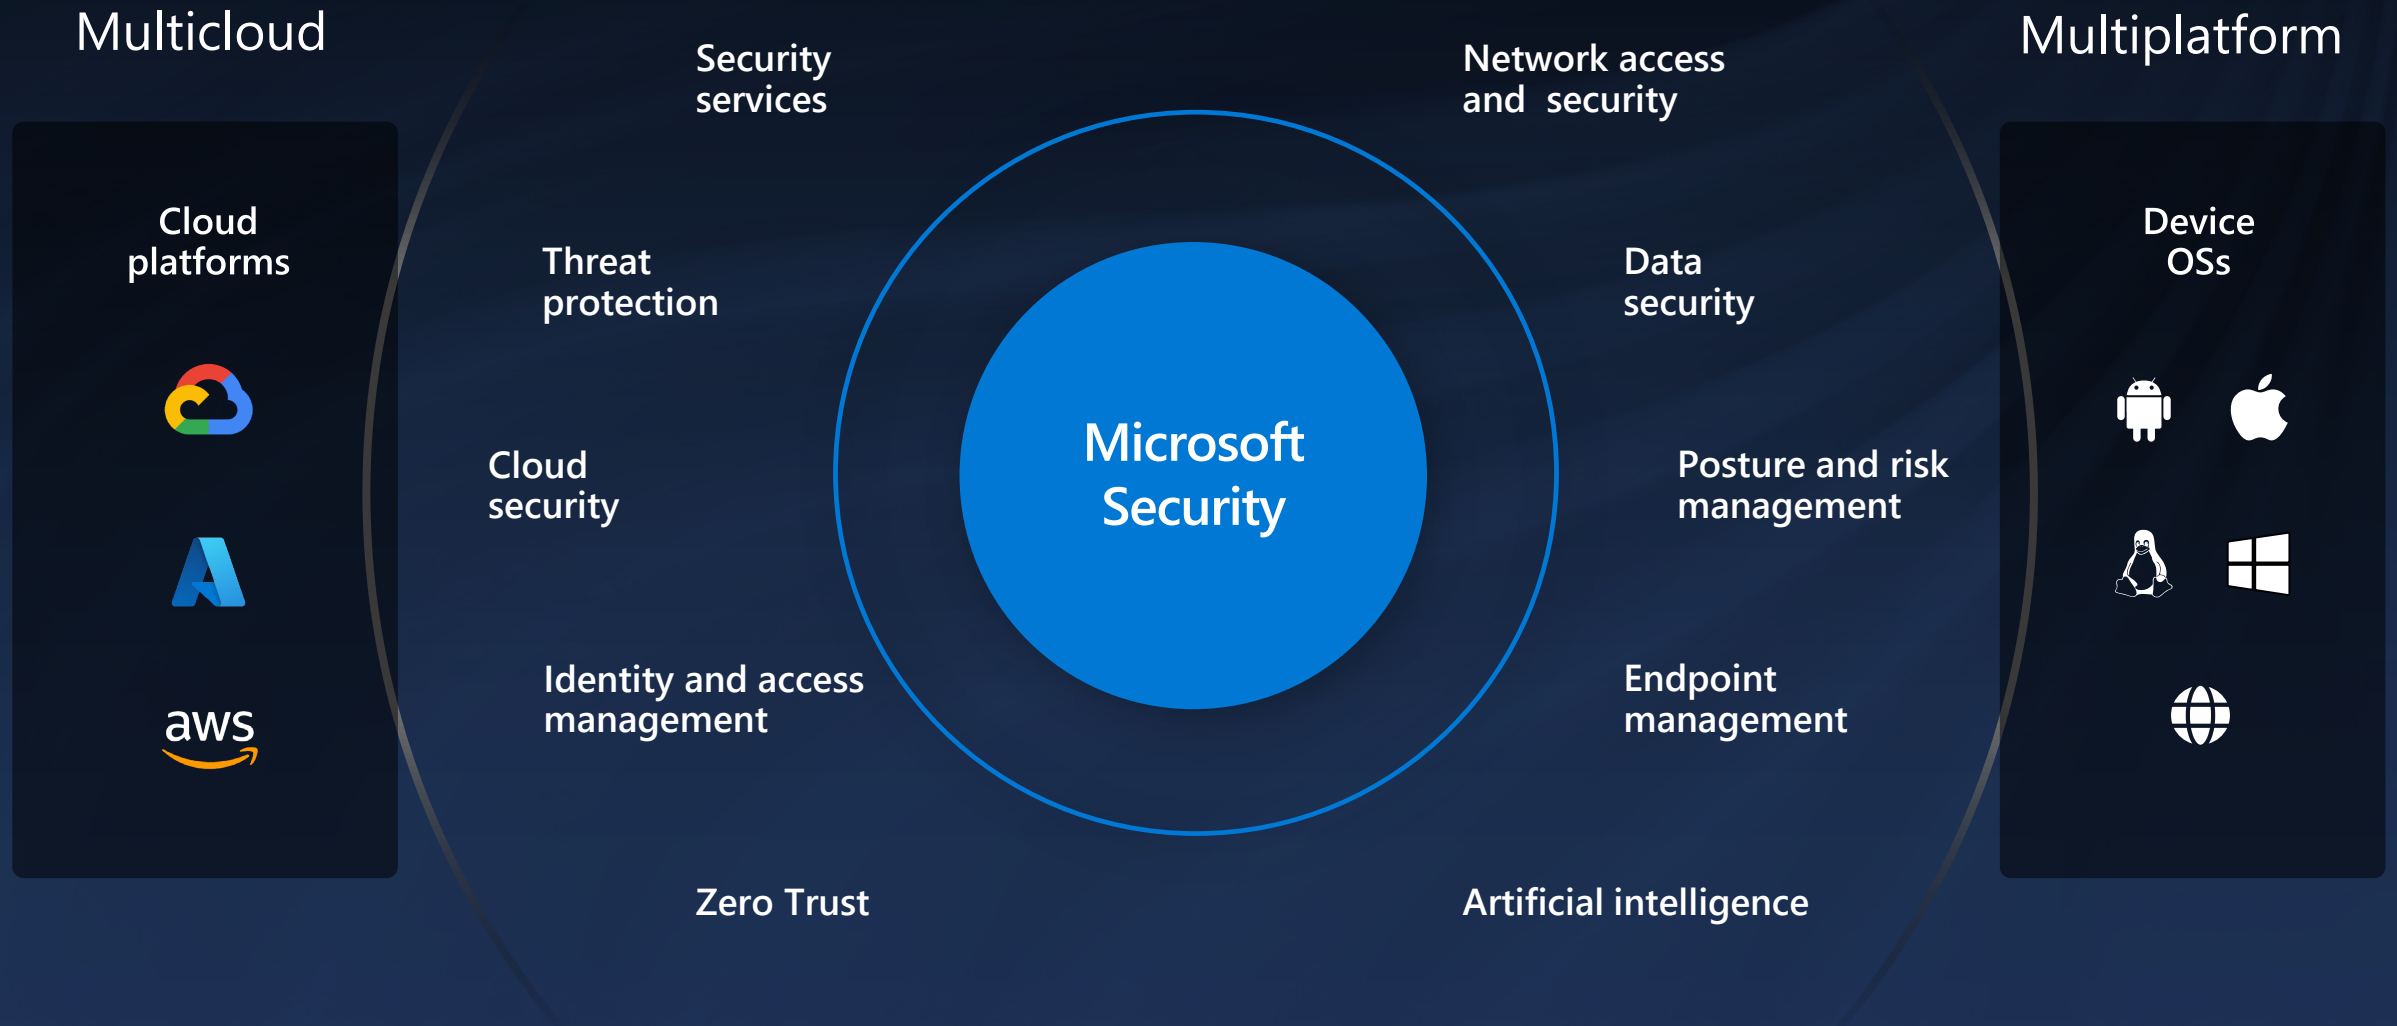 Multicloud
Cloud
platforms
aws
Security
services
Threat
protection
Cloud
security
Identity and access
management
Zero Trust
Microsoft
Security
Network access
and  security
Data
security
Posture and risk
management
Endpoint
management
Artificial intelligence
Multiplatform
Device
OSs